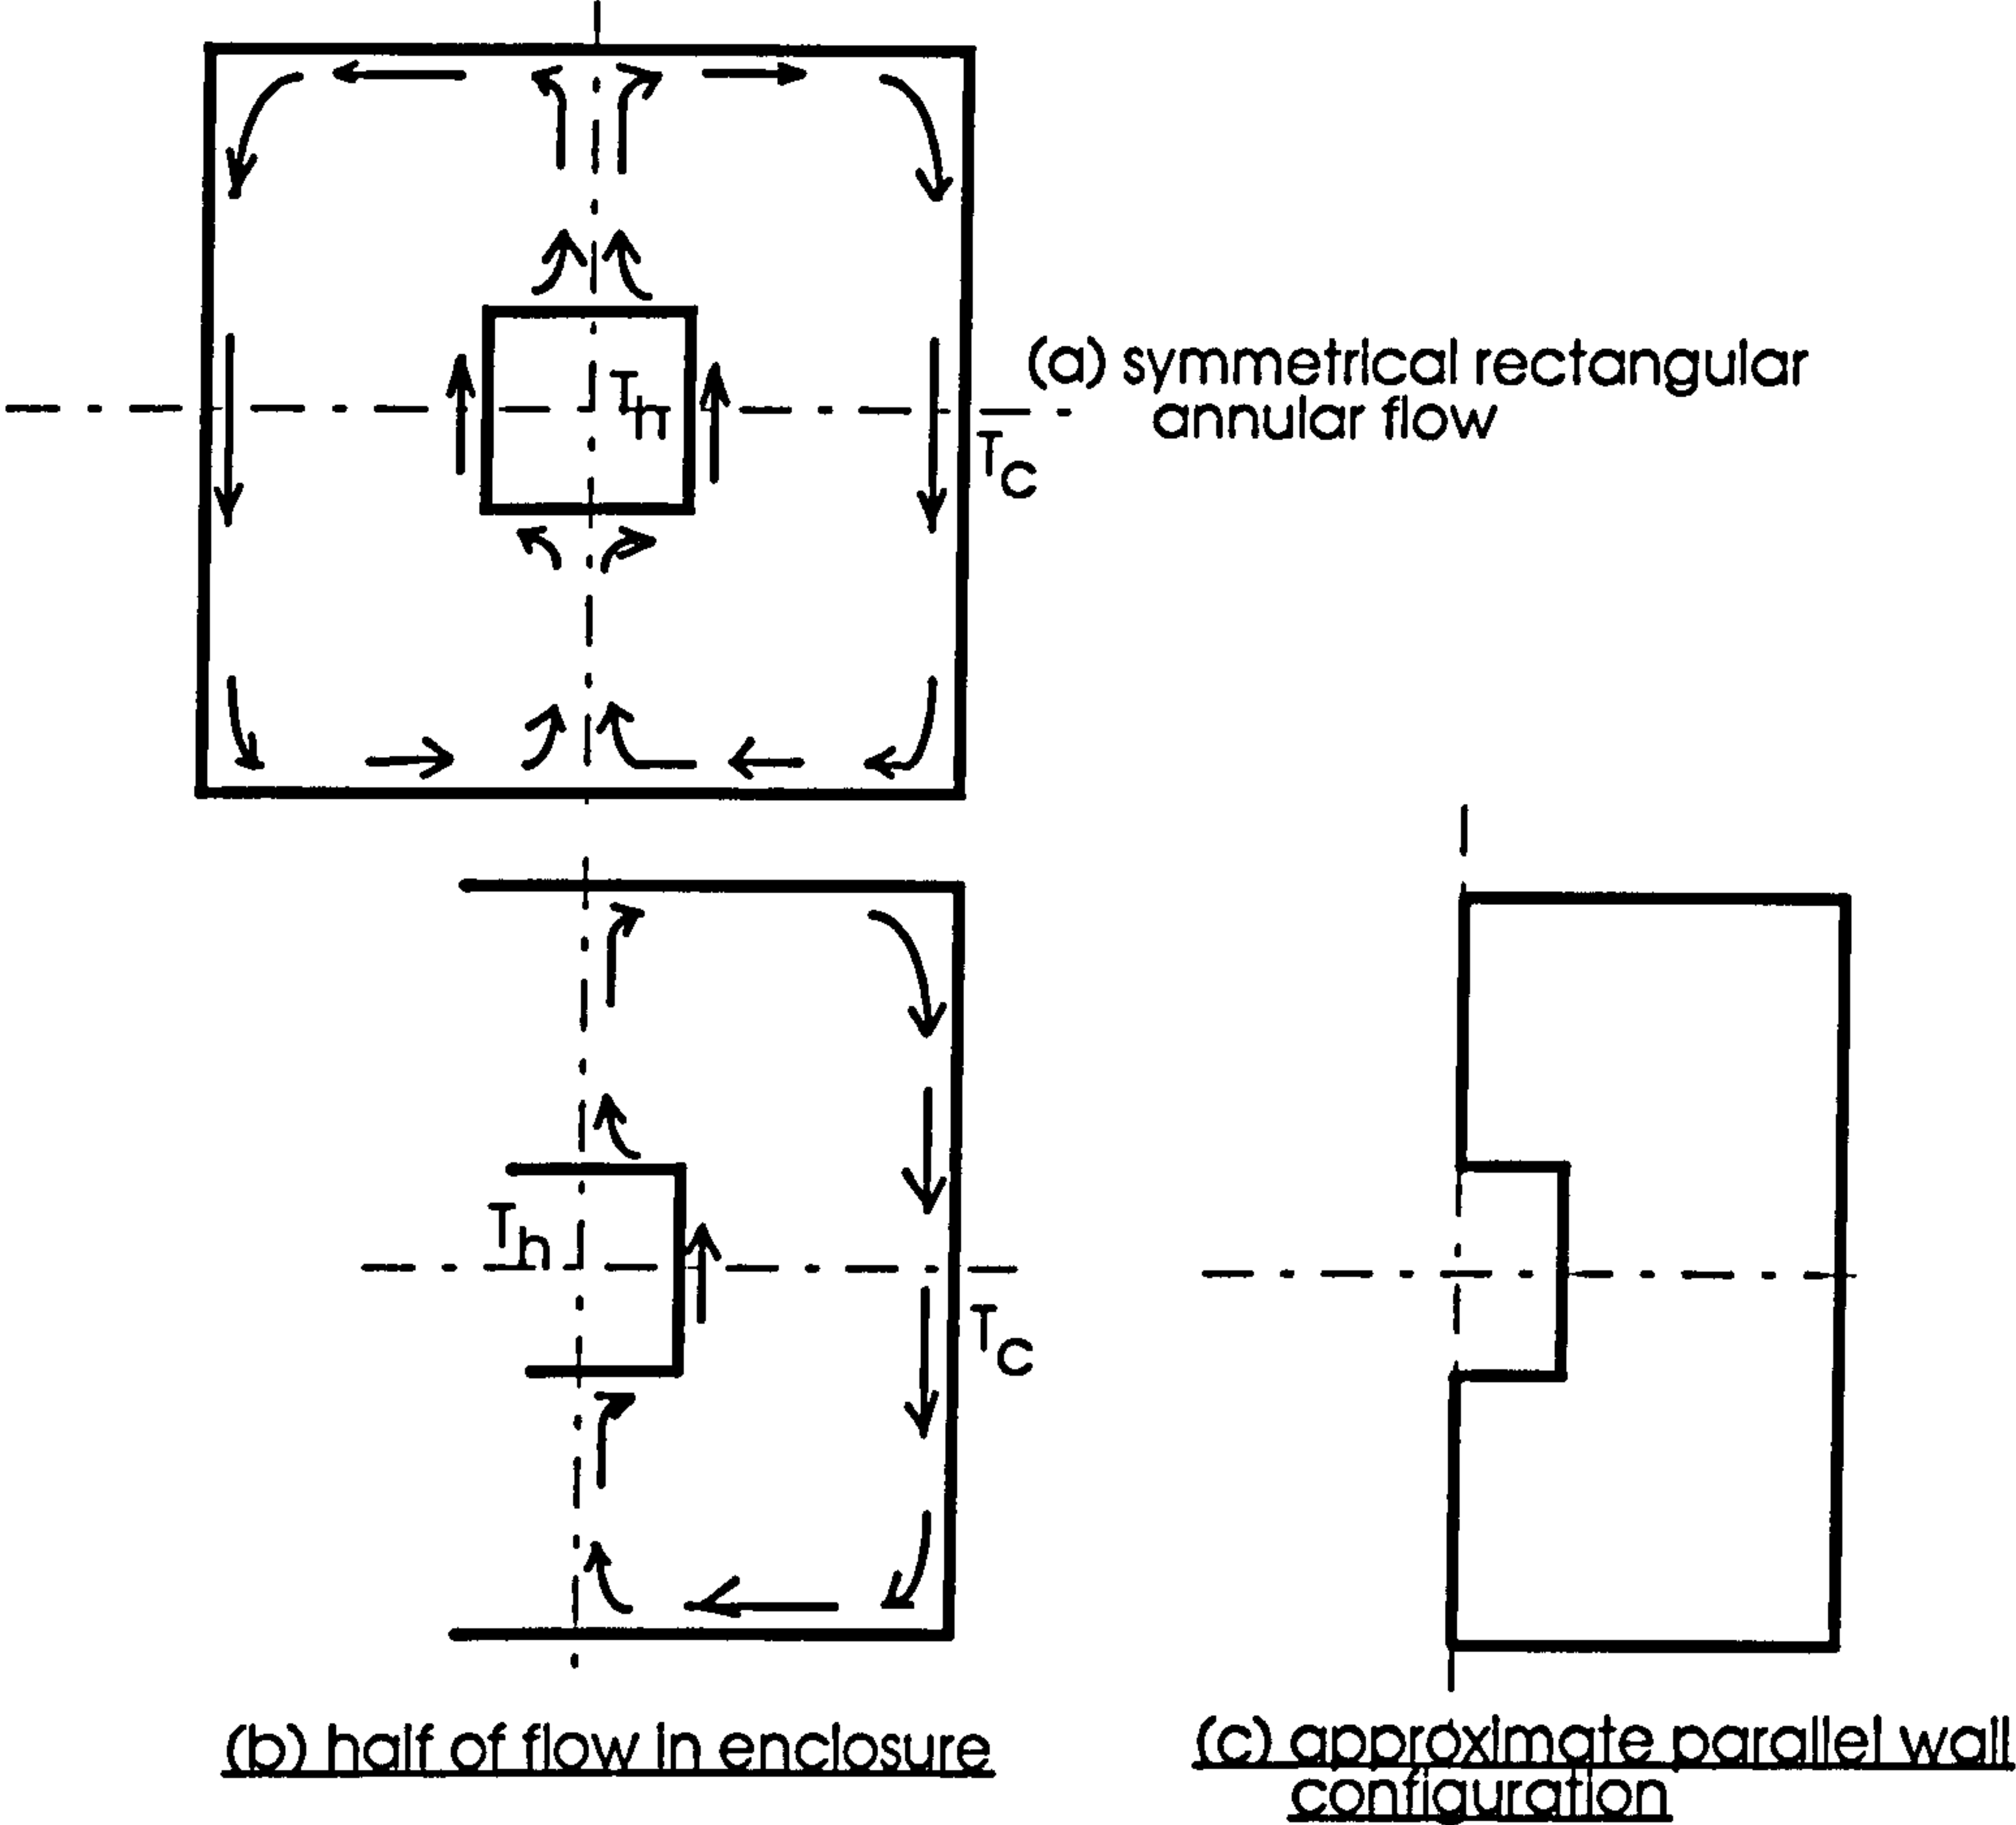 Th
(a) symmetrical rectangular
annular flow
Tc
Th
Tc
(b) half of flow in enclosure
(c) approximate parallel wall
configuration